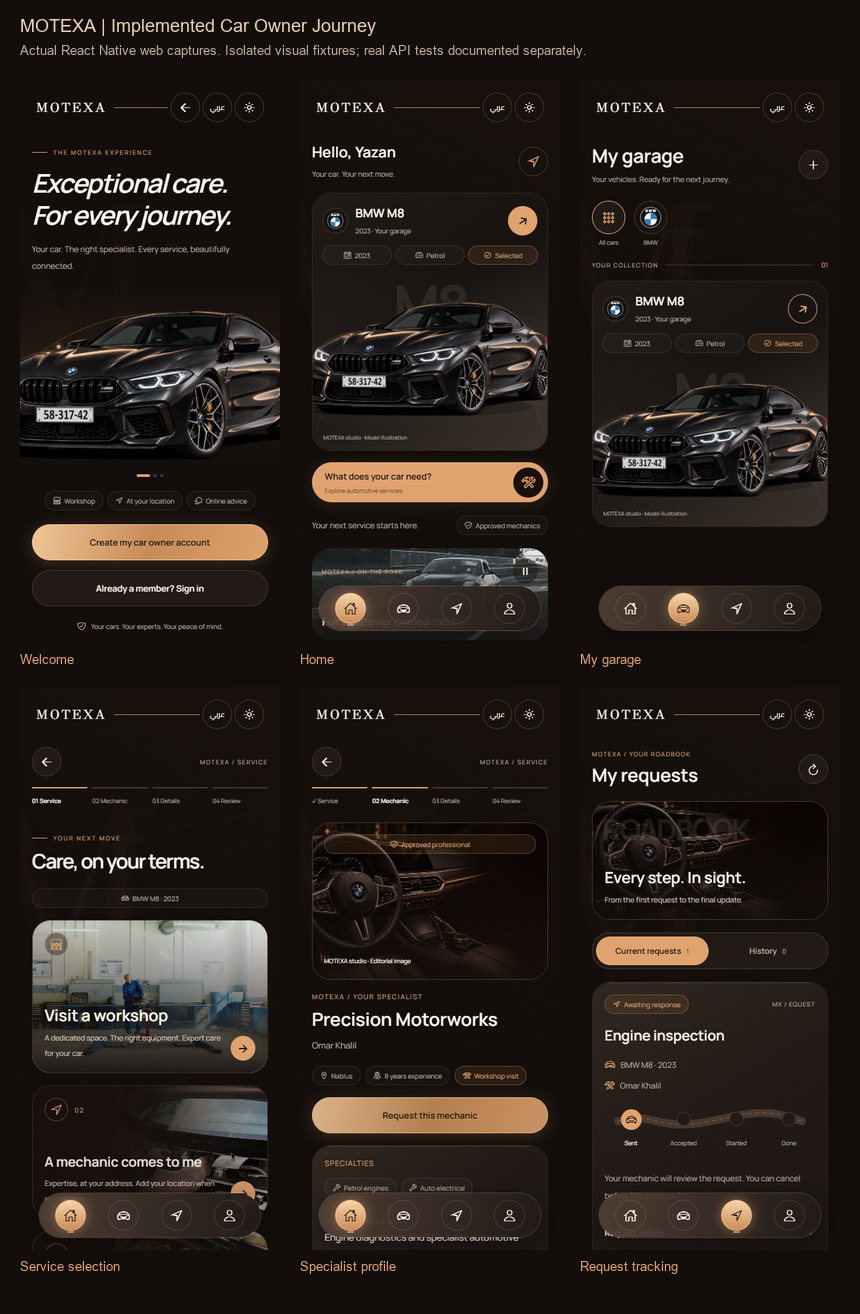 MOTEXA | Implemented Car Owner Journey
Actual React Native web captures. Isolated visual fixtures; real API tests documented separately.
MOTEXA
عربي
THE MOTEXA EXPERIENCE
Exceptional care.
For every journey.
Your car. The right specialist. Every service, beautifully
connected.
58-317-42
Workshop
At your location
Online advice
Create my car owner account
Already a member? Sign in
Your cars. Your experts. Your peace of mind.
Welcome
MOTEXA
عربي
Hello, Yazan
Your car. Your next move.
BMW M8
2023 · Your garage
2023
Petrol
Selected
M8
58-317-42
MOTEXA studio · Model illustration
What does your car need?
Explore automotive services
Your next service starts here.
Approved mechanics
MOTEXA / ON THE ROAD
Home
MOTEXA
عربي
My garage
Your vehicles. Ready for the next journey.
All cars
BMW
YOUR COLLECTION
01
BMW M8
2023 · Your garage
2023
Petrol
Selected
M8
58-317-42
MOTEXA studio · Model illustration
My garage
MOTEXA
عربي
MOTEXA / SERVICE
01 Service
02 Mechanic
03 Details
04 Review
YOUR NEXT MOVE
Care, on your terms.
BMW M8 · 2023
Visit a workshop
A dedicated space. The right equipment. Expert care
for your car.
02
A mechanic comes to me
Expertise, at your address. Add your location when
Service selection
MOTEXA
عربي
MOTEXA / SERVICE
✓ Service
02 Mechanic
03 Details
04 Review
Approved professional
MOTEXA studio · Editorial image
MOTEXA / YOUR SPECIALIST
Precision Motorworks
Omar Khalil
Nablus
8 years experience
Workshop visit
Request this mechanic
SPECIALTIES
Petrol engines
Auto electrical
Engine diagnostics and specialist automotive
Specialist profile
MOTEXA
عربي
MOTEXA / YOUR ROADBOOK
My requests
ROADBOOK
Every step. In sight.
From the first request to the final update.
Current requests 1
History 0
Awaiting response
MX / EQUEST
Engine inspection
BMW M8 · 2023
Omar Khalil
Sent
Accepted
Started
Done
Your mechanic will review the request. You can cancel
Request tracking